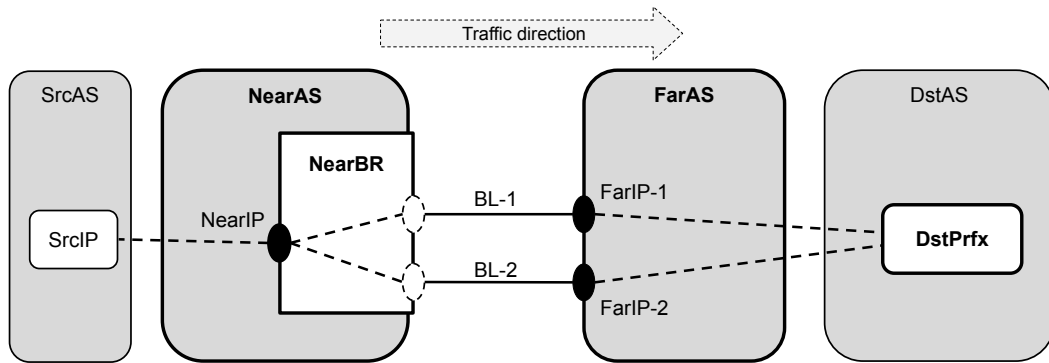 Traffic direction
SrcAS
NearAS
FarAS
DstAS
NearBR
BL-1
FarIP-1
NearIP
SrcIP
DstPrfx
BL-2
FarIP-2